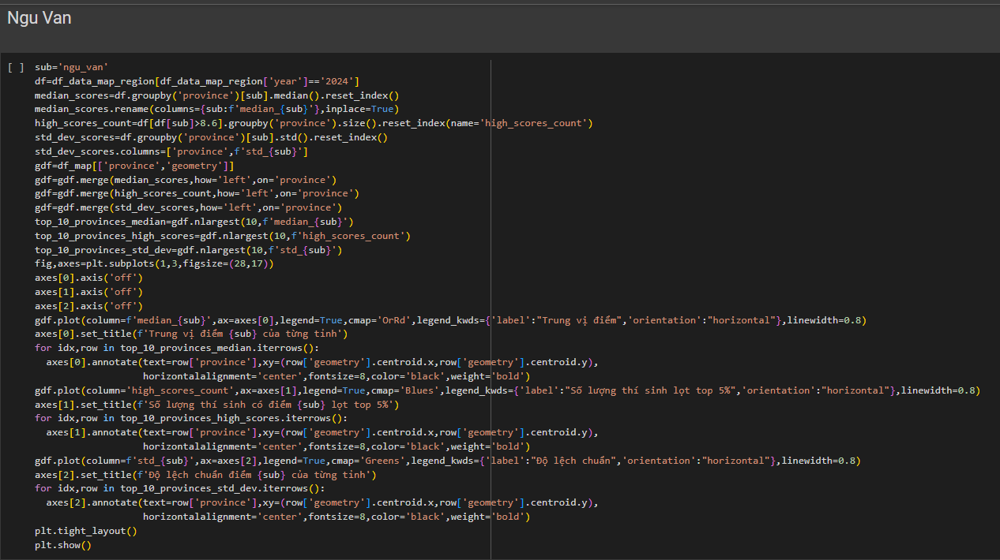 Ngu Van
[ ] sub='ngu_van'
df=df_data_map_region[df_data_map_region['year']=='2024']
median_scores=df.groupby('province')[sub].median().reset_index()
median_scores.rename(columns={sub:f'median_{sub}'},inplace=True)
high_scores_count=df[df[sub]>8.6].groupby('province').size().reset_index(name='high_scores_count')
std_dev_scores=df.groupby('province')[sub].std().reset_index()
std_dev_scores.columns=['province',f'std_{sub}']
gdf=df_map[['province','geometry']]
gdf=gdf.merge(median_scores,how='left',on='province')
gdf=gdf.merge(high_scores_count,how='left',on='province')
gdf=gdf.merge(std_dev_scores,how='left',on='province')
top_10_provinces_median=gdf.nlargest(10,f'median_{sub}')
top_10_provinces_high_scores=gdf.nlargest(10,f'high_scores_count')
top_10_provinces_std_dev=gdf.nlargest(10,f'std_{sub}')
fig,axes=plt.subplots(1,3,figsize=(28,17))
axes[0].axis('off')
axes[1].axis('off')
axes[2].axis('off')
gdf.plot(column=f'median_{sub}',ax=axes[0],legend=True,cmap='OrRd',legend_kwds={'label':"Trung vị điểm",'orientation':"horizontal"},linewidth=0.8)
axes[0].set_title(f'Trung vị điểm {sub} của từng tỉnh')
for idx,row in top_10_provinces_median.iterrows():
  axes[0].annotate(text=row['province'],xy=(row['geometry'].centroid.x,row['geometry'].centroid.y),
                   horizontalalignment='center',fontsize=8,color='black',weight='bold')
gdf.plot(column='high_scores_count',ax=axes[1],legend=True,cmap='Blues',legend_kwds={'label':"Số lượng thí sinh lọt top 5%",'orientation':"horizontal"},linewidth=0.8)
axes[1].set_title(f'Số lượng thí sinh có điểm {sub} lọt top 5%')
for idx,row in top_10_provinces_high_scores.iterrows():
  axes[1].annotate(text=row['province'],xy=(row['geometry'].centroid.x,row['geometry'].centroid.y),
                   horizontalalignment='center',fontsize=8,color='black',weight='bold')
gdf.plot(column=f'std_{sub}',ax=axes[2],legend=True,cmap='Greens',legend_kwds={'label':"Độ lệch chuẩn",'orientation':"horizontal"},linewidth=0.8)
axes[2].set_title(f'Độ lệch chuẩn điểm {sub} của từng tỉnh')
for idx,row in top_10_provinces_std_dev.iterrows():
  axes[2].annotate(text=row['province'],xy=(row['geometry'].centroid.x,row['geometry'].centroid.y),
                   horizontalalignment='center',fontsize=8,color='black',weight='bold')
plt.tight_layout()
plt.show()